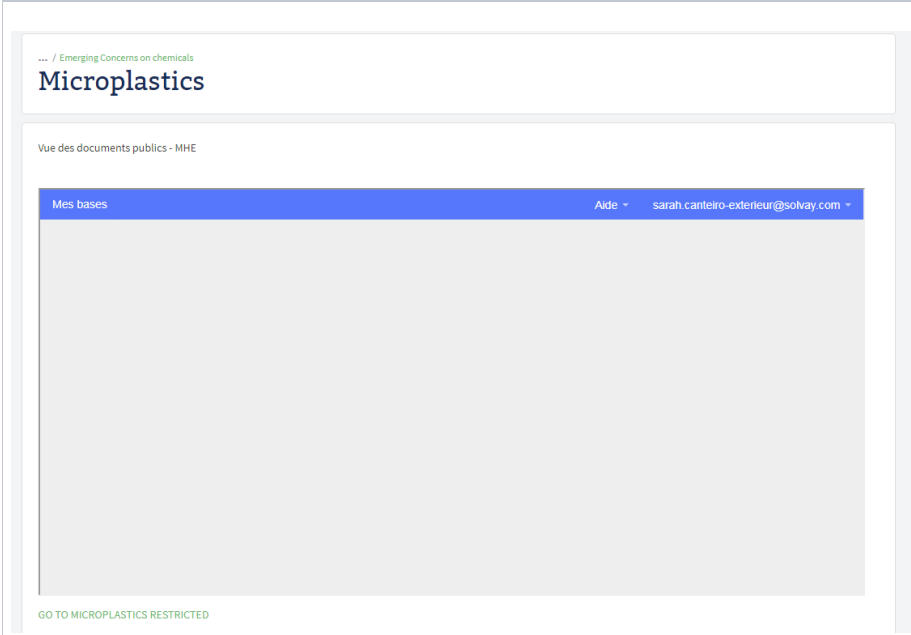 ... / Emerging Concerns on chemicals
Microplastics
Vue des documents publics - MHE
Mes bases Aide sarah.canteiro-exterieur@solvay.com
GO TO MICROPLASTICS RESTRICTED